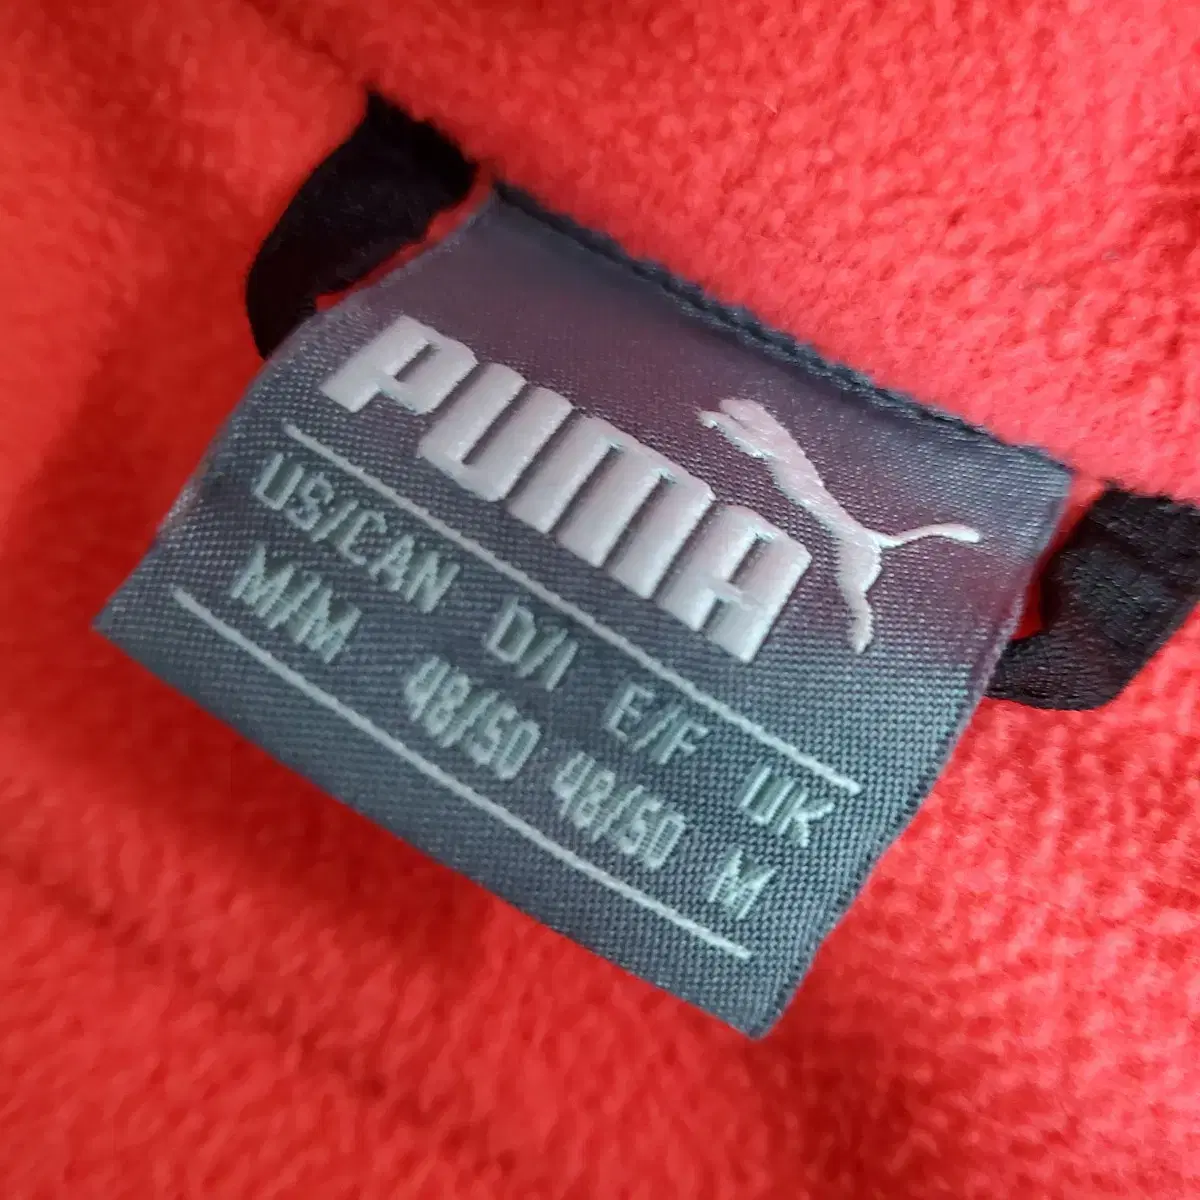 PUMA
US/CAN D/I E/F UK
M/M 48/50 48/50 M